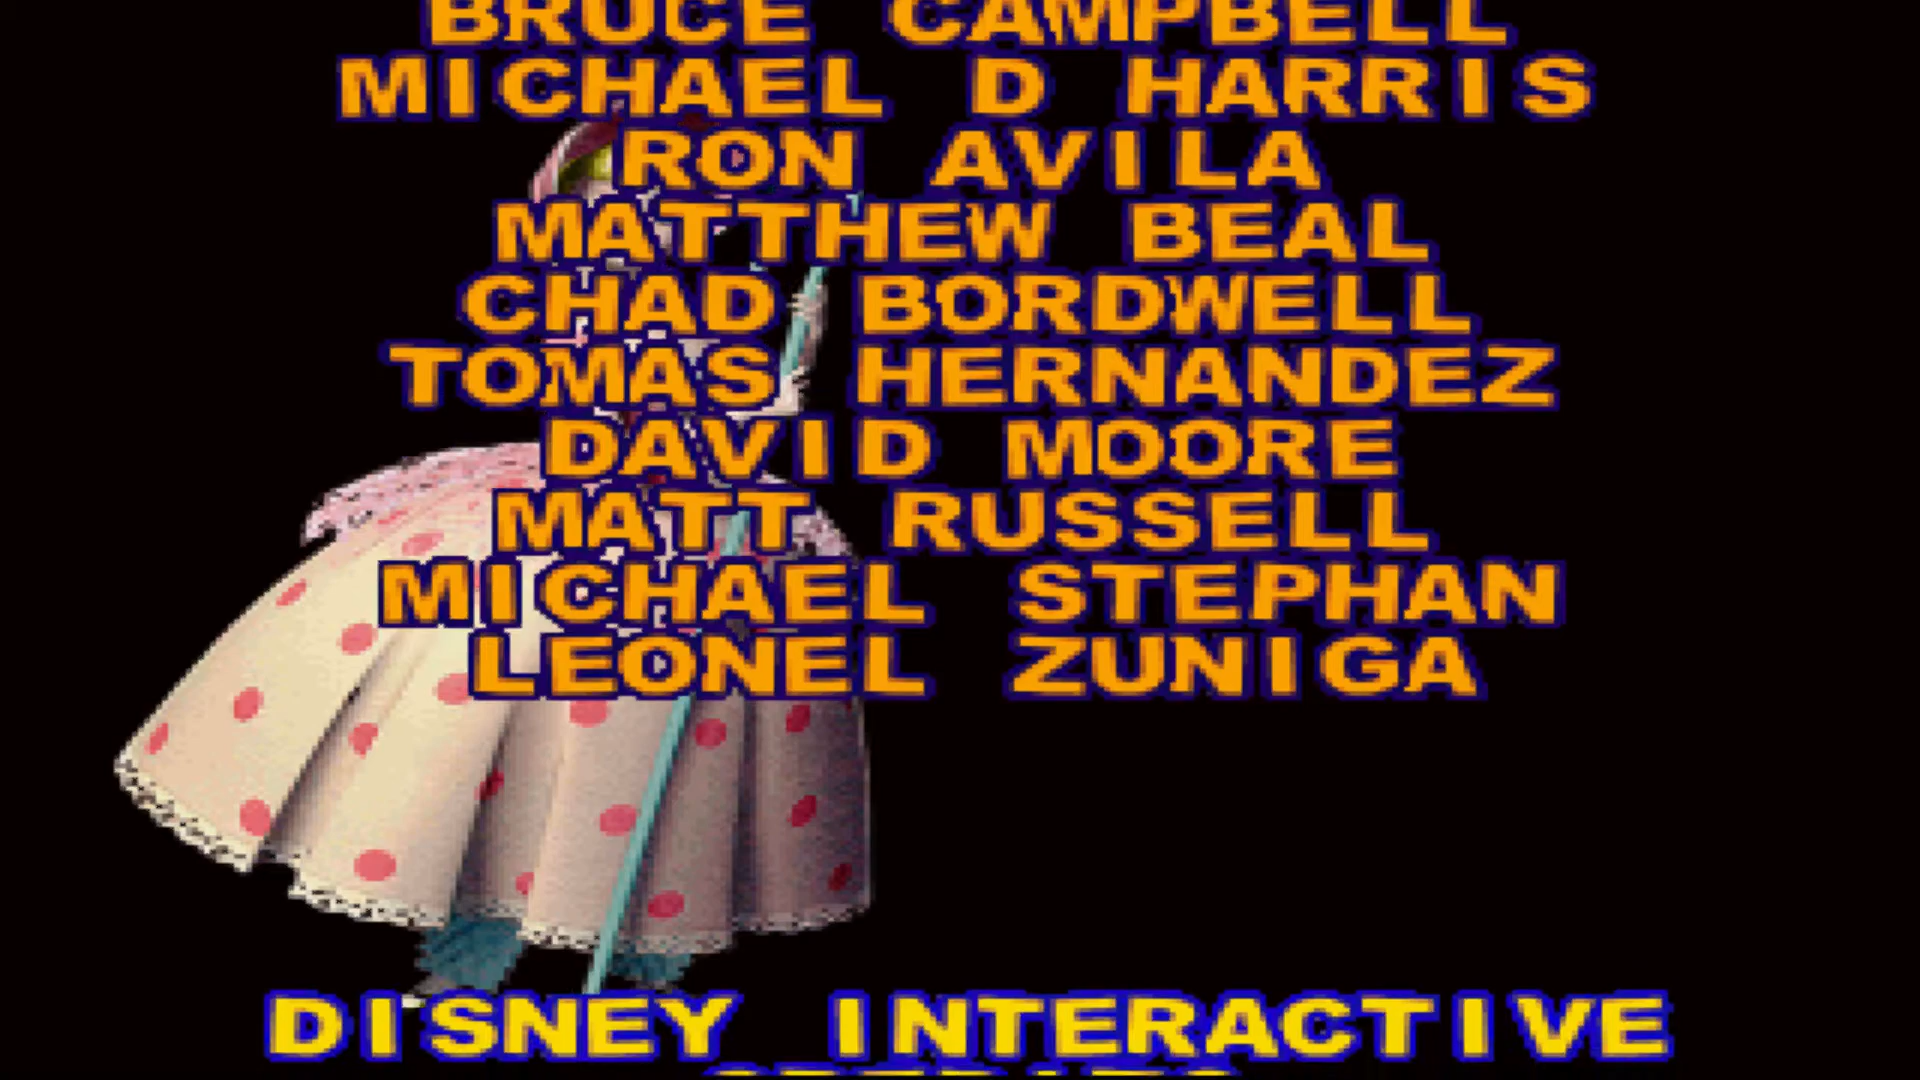 BRUCE CAMPBELL
MICHAEL D HARRIS
RON AVILA
MATTHEW BEAL
CHAD BORDWELL
TOMAS HERNANDEZ
DAVID MOORE
MATT RUSSELL
MICHAEL STEPHAN
LEONEL ZUNIGA
DISNEY INTERACTIVE